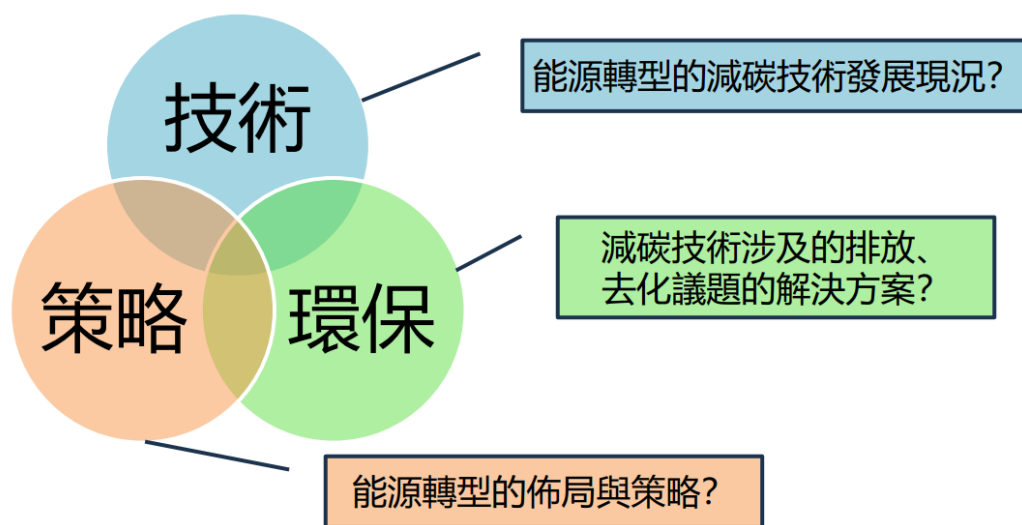 技術
能源轉型的減碳技術發展現況?
減碳技術涉及的排放、
去化議題的解決方案?
策略
環保
能源轉型的佈局與策略?